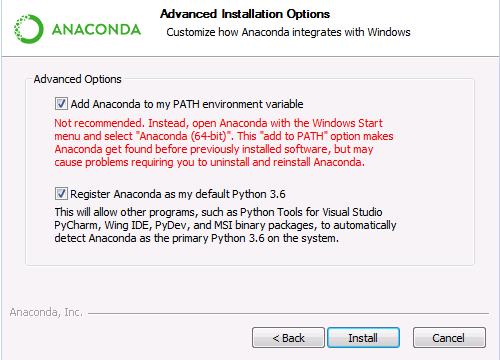 ANACONDA
Advanced Installation Options
Customize how Anaconda integrates with Windows
Advanced Options
Add Anaconda to my PATH environment variable
Not recommended. Instead, open Anaconda with the Windows Start
menu and select "Anaconda (64-bit)". This "add to PATH" option makes
Anaconda get found before previously installed software, but may
cause problems requiring you to uninstall and reinstall Anaconda.
Register Anaconda as my default Python 3.6
This will allow other programs, such as Python Tools for Visual Studio
PyCharm, Wing IDE, PyDev, and MSI binary packages, to automatically
detect Anaconda as the primary Python 3.6 on the system.
Anaconda, Inc.
< Back
Install
Cancel